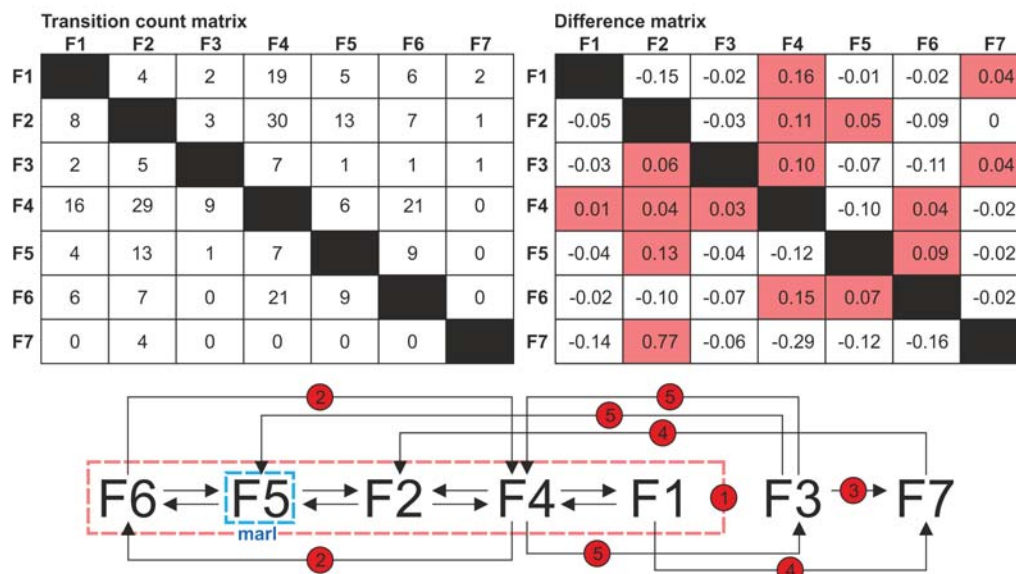 Transition count matrix
F1 F2 F3 F4 F5 F6 F7
F1 4 2 19 5 6 2
F2 8 3 30 13 7 1
F3 2 5 7 1 1 1
F4 16 29 9 6 21 0
F5 4 13 1 7 9 0
F6 6 7 0 21 9 0
F7 0 4 0 0 0 0
Difference matrix
F1 F2 F3 F4 F5 F6 F7
F1 -0.15 -0.02 0.16 -0.01 -0.02 0.04
F2 -0.05 -0.03 0.11 0.05 -0.09 0
F3 -0.03 0.06 0.10 -0.07 -0.11 0.04
F4 0.01 0.04 0.03 -0.10 0.04 -0.02
F5 -0.04 0.13 -0.04 -0.12 0.09 -0.02
F6 -0.02 -0.10 -0.07 0.15 0.07 -0.02
F7 -0.14 0.77 -0.06 -0.29 -0.12 -0.16
2 5
5
4
F6 F5 F2 F4 F1 1 F3 3 F7
marl
2 5 4